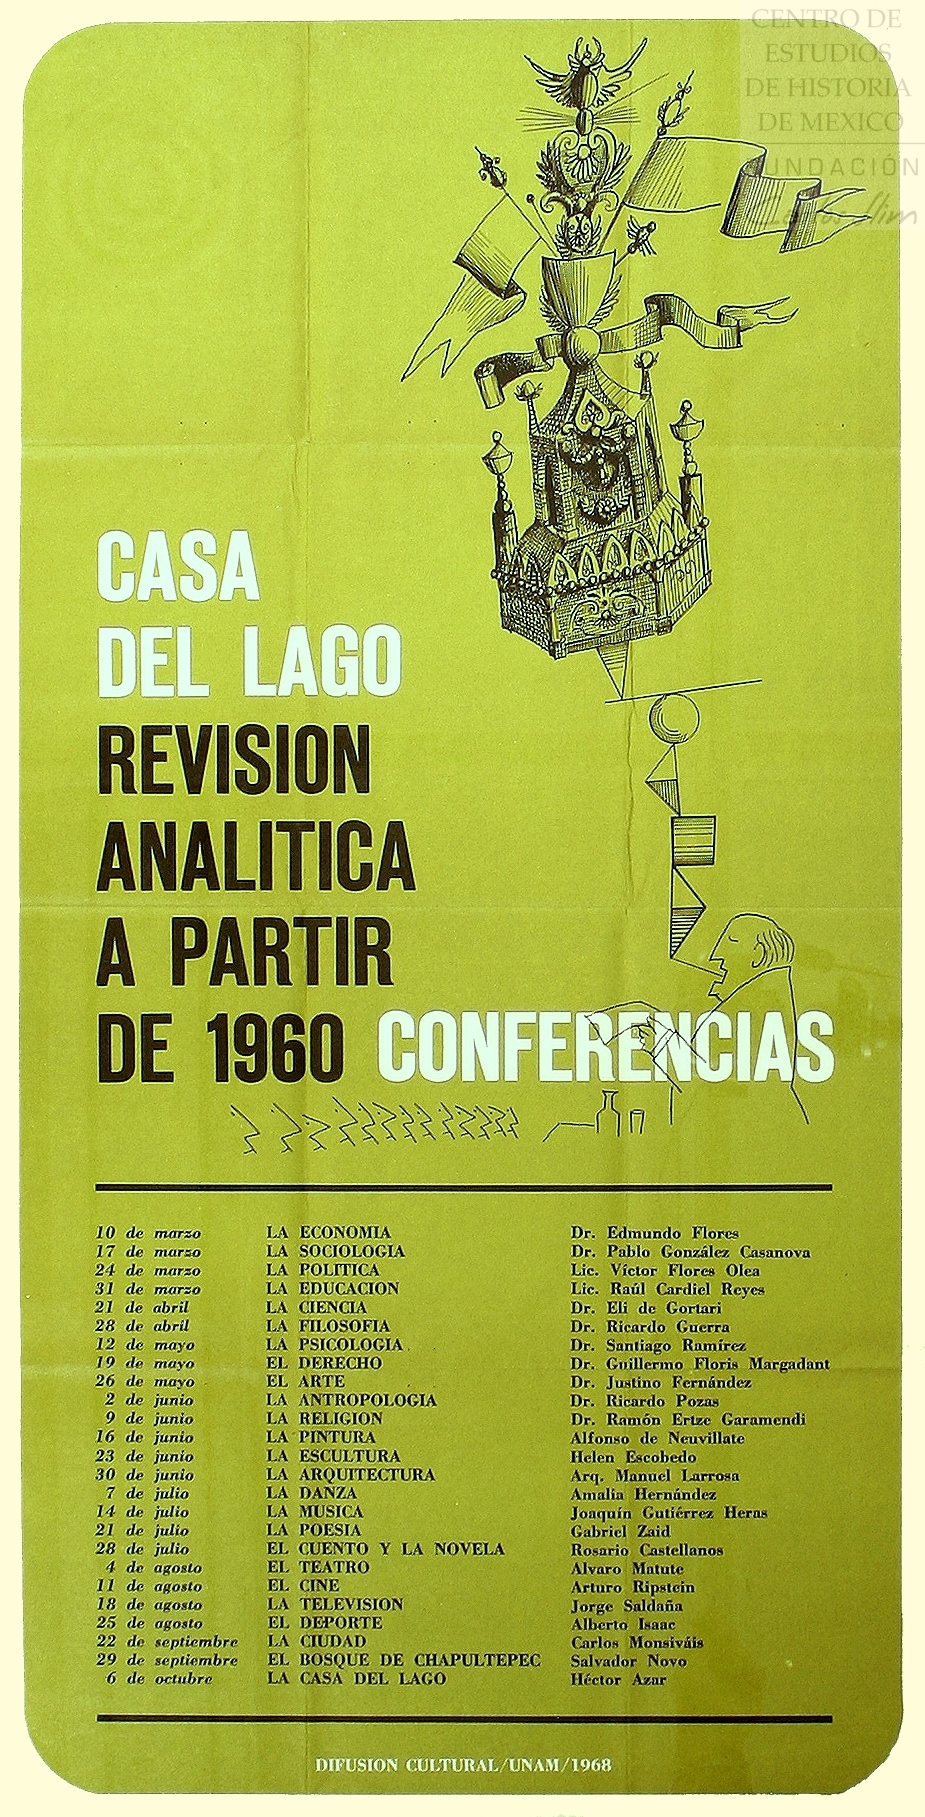 CENTRO DE
ESTUDIOS
DE HISTORIA
DE MEXICO
FUNDACIÓN
Carlos Slim
CASA
DEL LAGO
REVISION
ANALITICA
A PARTIR
DE 1960 CONFERENCIAS
10 de marzo LA ECONOMIA Dr. Edmundo Flores
17 de marzo LA SOCIOLOGIA Dr. Pablo González Casanova
24 de marzo LA POLITICA Lic. Víctor Flores Olea
31 de marzo LA EDUCACION Lic. Raúl Cardiel Reyes
21 de abril LA CIENCIA Dr. Eli de Gortari
28 de abril LA FILOSOFIA Dr. Ricardo Guerra
12 de mayo LA PSICOLOGIA Dr. Santiago Ramírez
19 de mayo EL DERECHO Dr. Guillermo Floris Margadant
26 de mayo EL ARTE Dr. Justino Fernández
2 de junio LA ANTROPOLOGIA Dr. Ricardo Pozas
9 de junio LA RELIGION Dr. Ramón Ertze Garamendi
16 de junio LA PINTURA Alfonso de Neuvillate
23 de junio LA ESCULTURA Helen Escobedo
30 de junio LA ARQUITECTURA Arq. Manuel Larrosa
7 de julio LA DANZA Amalia Hernández
14 de julio LA MUSICA Joaquín Gutiérrez Heras
21 de julio LA POESIA Gabriel Zaid
28 de julio EL CUENTO Y LA NOVELA Rosario Castellanos
4 de agosto EL TEATRO Alvaro Matute
11 de agosto EL CINE Arturo Ripstein
18 de agosto LA TELEVISION Jorge Saldaña
25 de agosto EL DEPORTE Alberto Isaac
22 de septiembre LA CIUDAD Carlos Monsiváis
29 de septiembre EL BOSQUE DE CHAPULTEPEC Salvador Novo
6 de octubre LA CASA DEL LAGO Héctor Azar
DIFUSION CULTURAL/UNAM/1968